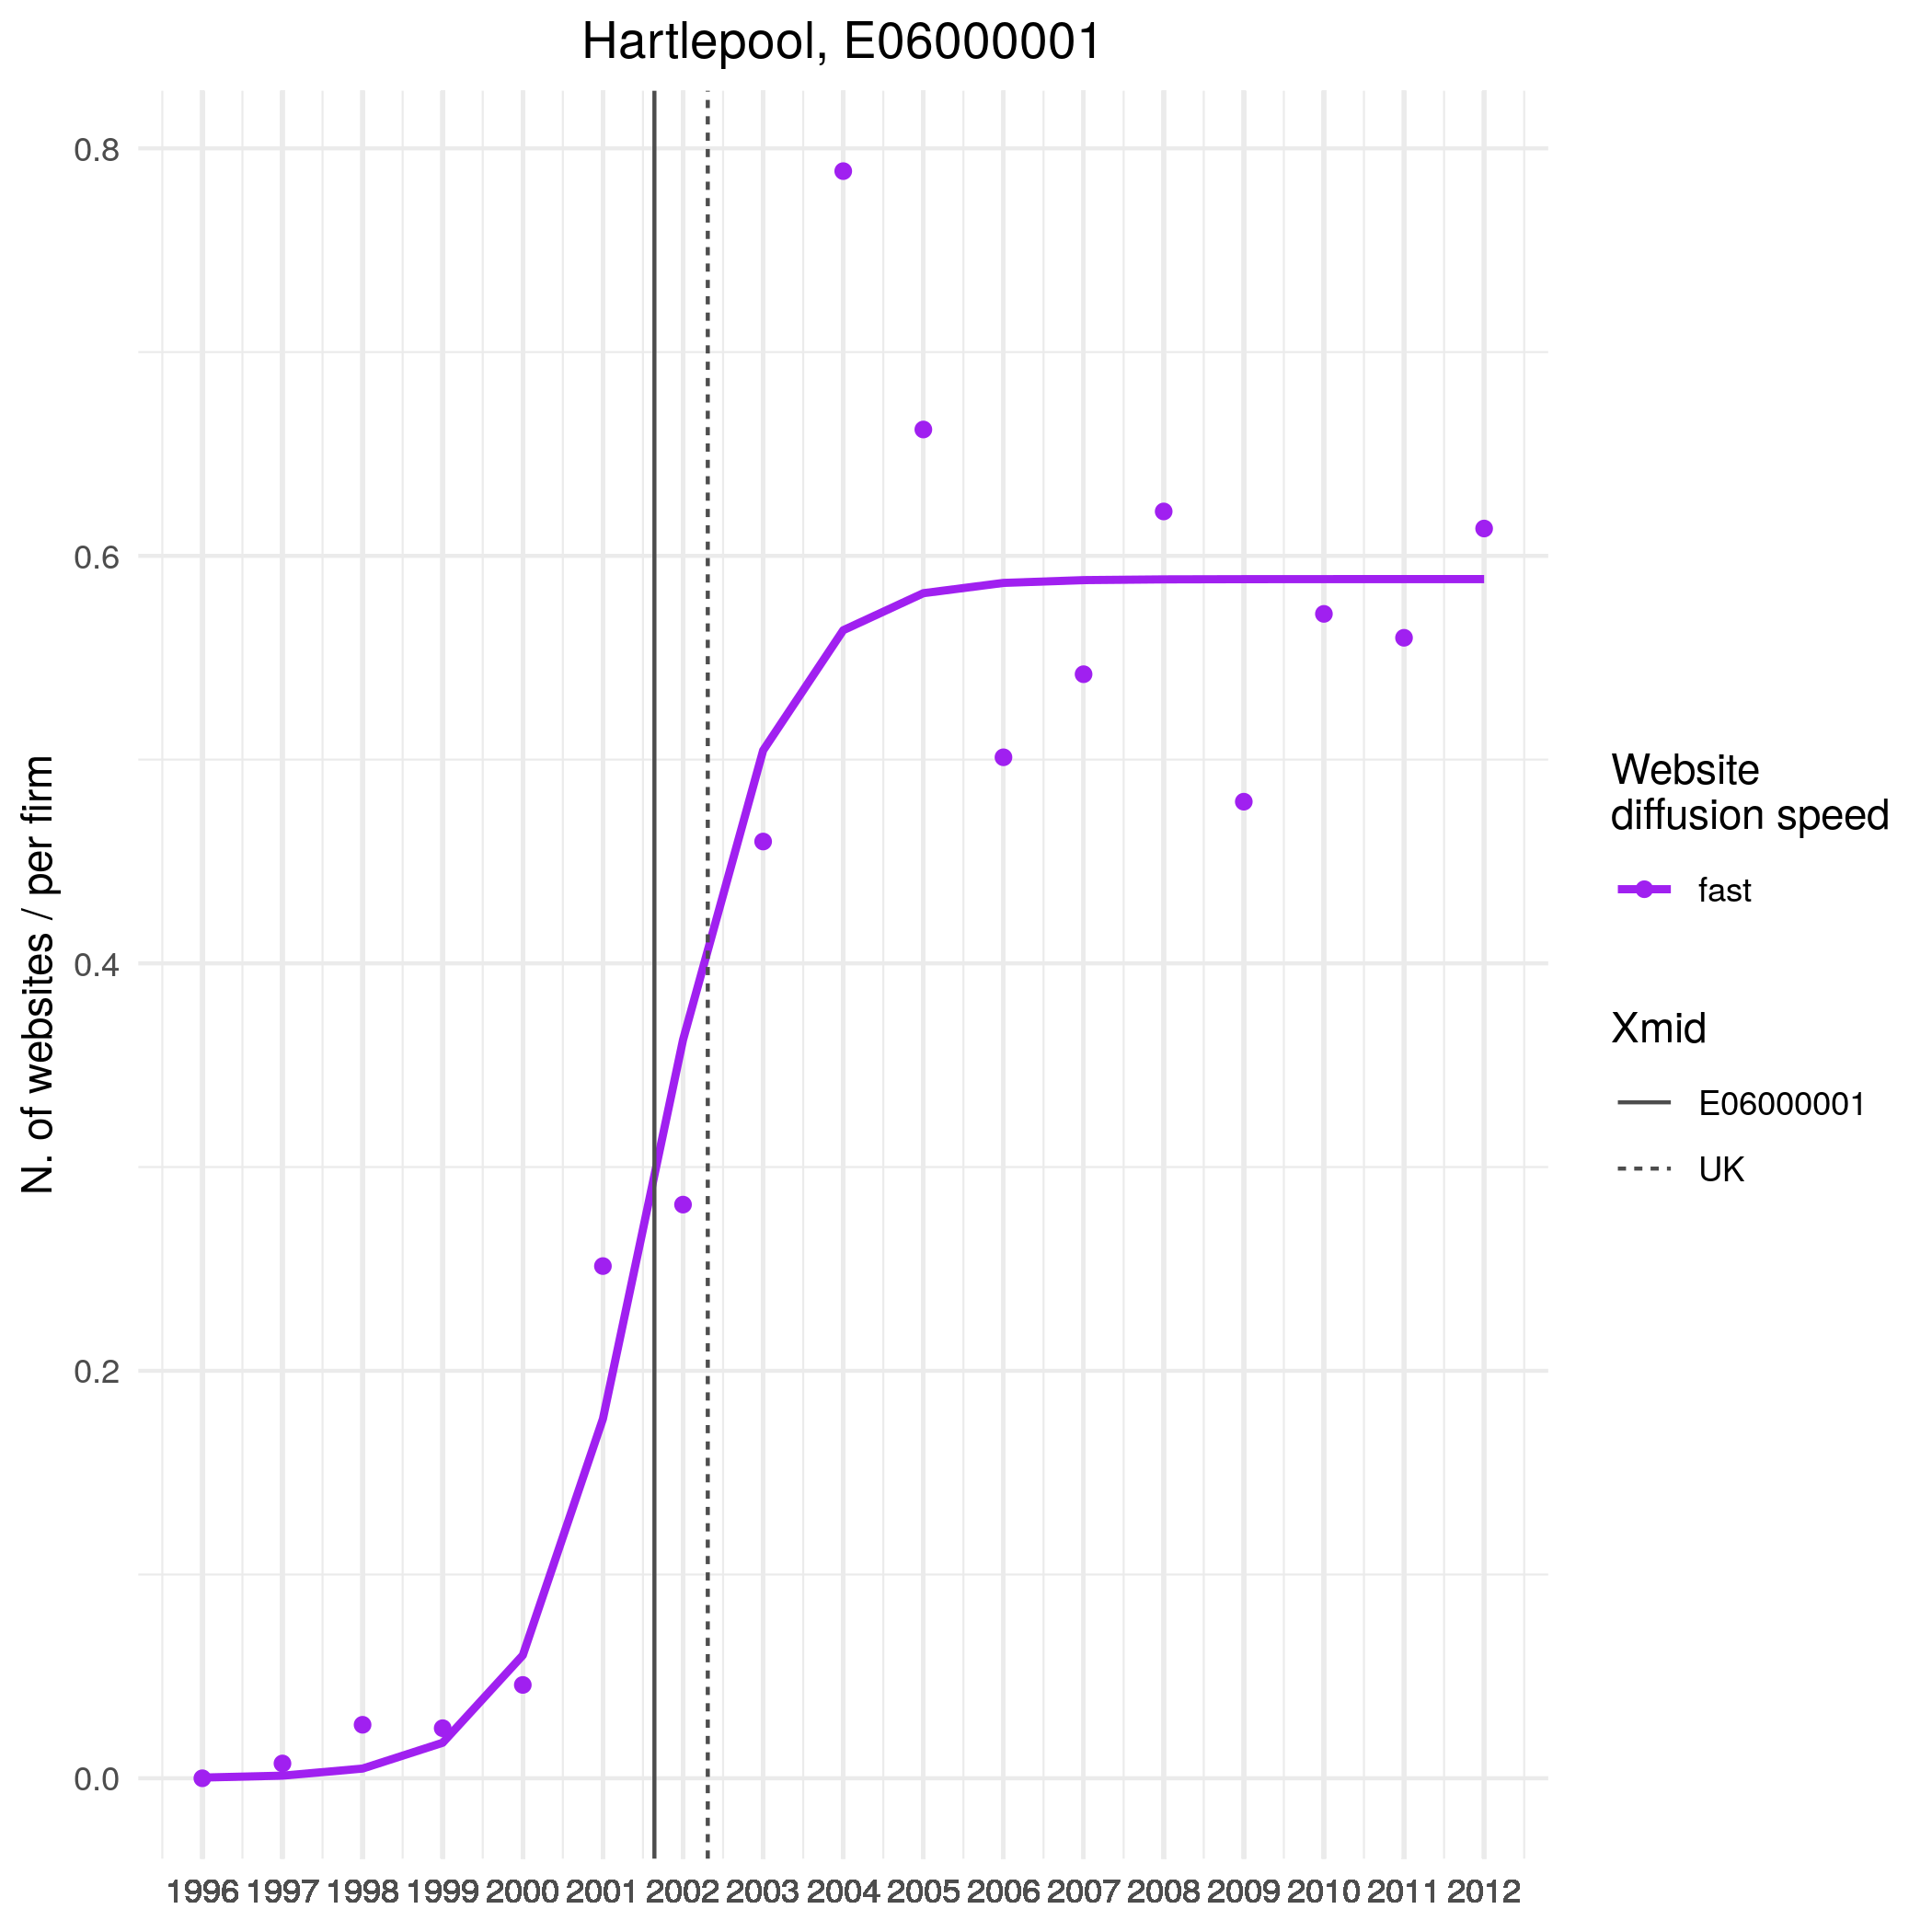 Hartlepool, E06000001
N. of websites / per firm
0.8
0.6
0.4
0.2
0.0
1996 1997 1998 1999 2000 2001 2002 2003 2004 2005 2006 2007 2008 2009 2010 2011 2012
Website
diffusion speed
fast
Xmid
E06000001
UK